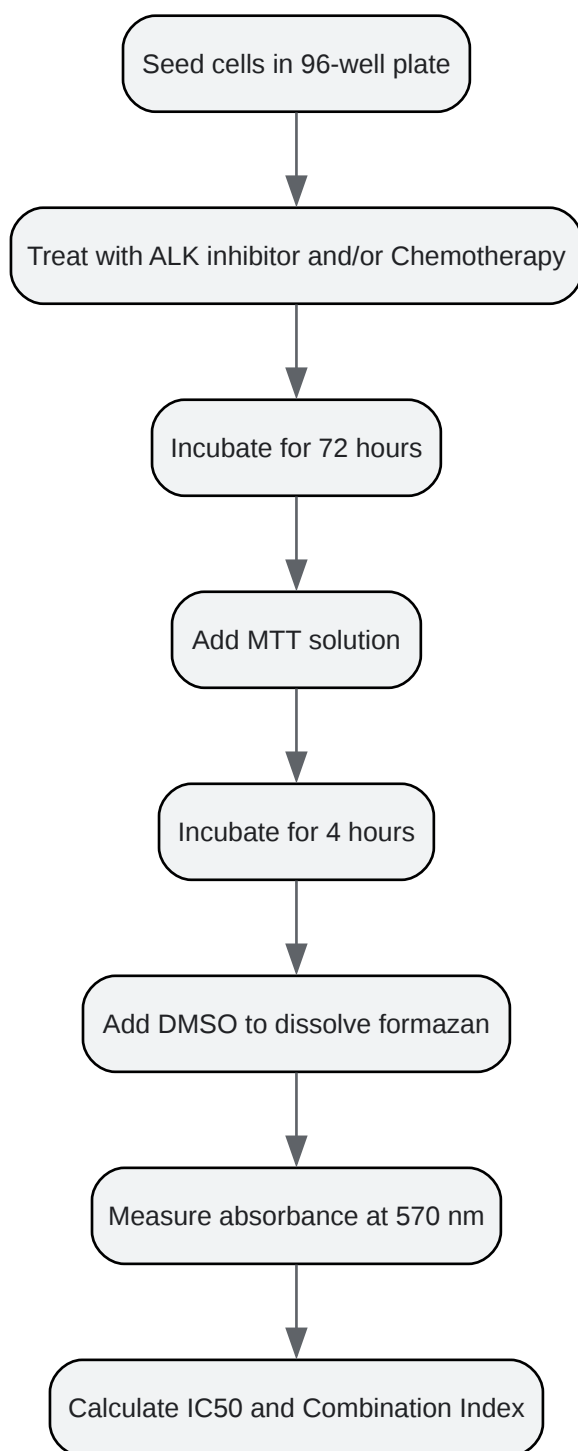 Seed cells in 96-well plate
Treat with ALK inhibitor and/or Chemotherapy
Incubate for 72 hours
Add MTT solution
Incubate for 4 hours
Add DMSO to dissolve formazan
Measure absorbance at 570 nm
Calculate IC50 and Combination Index